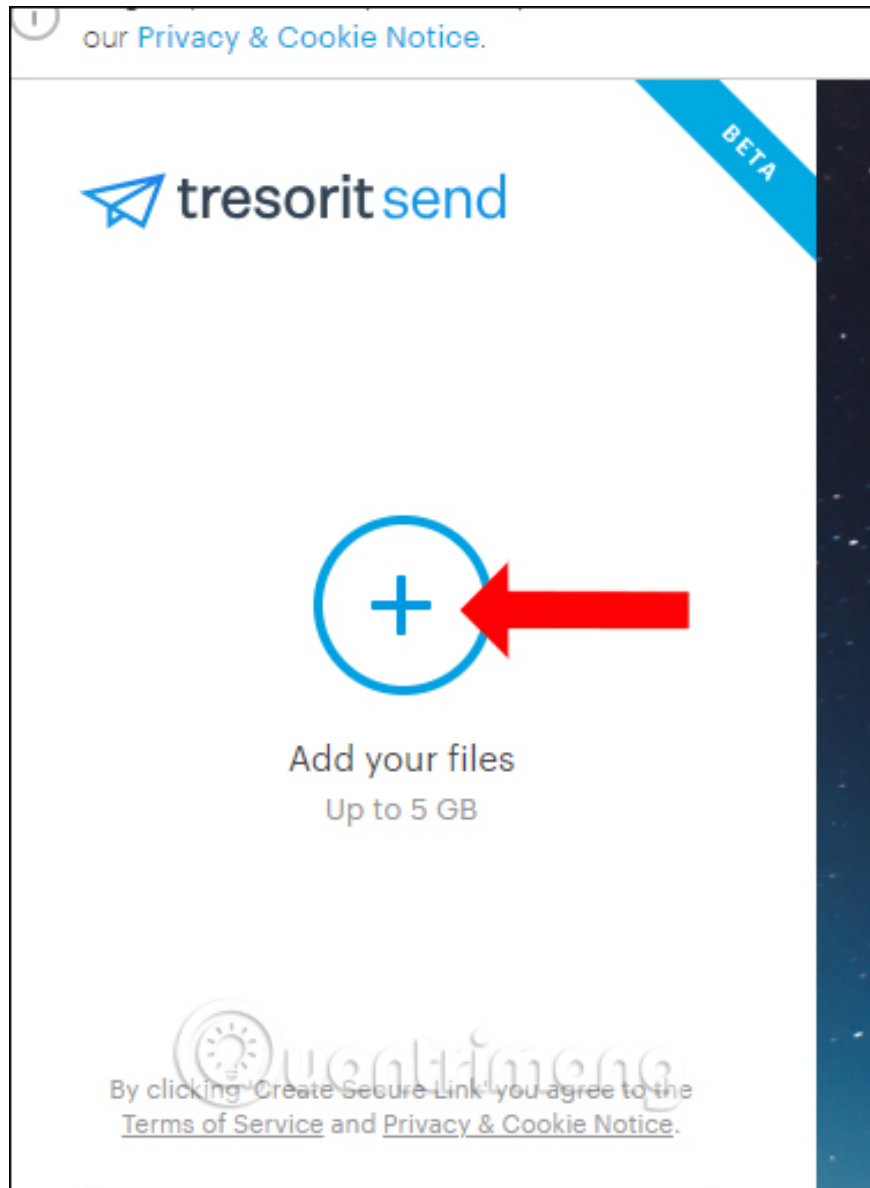 our Privacy & Cookie Notice.
BETA
tresorit send
Add your files
Up to 5 GB
Quantrimang
By clicking 'Create Secure Link' you agree to the
Terms of Service and Privacy & Cookie Notice.